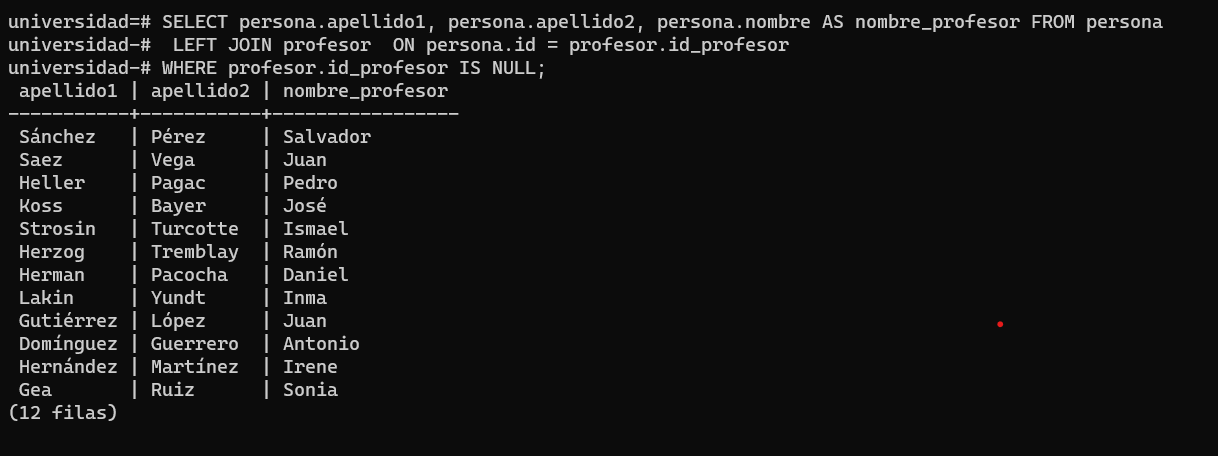 universidad=# SELECT persona.apellido1, persona.apellido2, persona.nombre AS nombre_profesor FROM persona
universidad-#  LEFT JOIN profesor  ON persona.id = profesor.id_profesor
universidad-# WHERE profesor.id_profesor IS NULL;
 apellido1 | apellido2 | nombre_profesor
-----------+-----------+-----------------
 Sánchez   | Pérez     | Salvador
 Saez      | Vega      | Juan
 Heller    | Pagac     | Pedro
 Koss      | Bayer     | José
 Strosin   | Turcotte  | Ismael
 Herzog    | Tremblay  | Ramón
 Herman    | Pacocha   | Daniel
 Lakin     | Yundt     | Inma
 Gutiérrez | López     | Juan
 Domínguez | Guerrero  | Antonio
 Hernández | Martínez  | Irene
 Gea       | Ruiz      | Sonia
(12 filas)